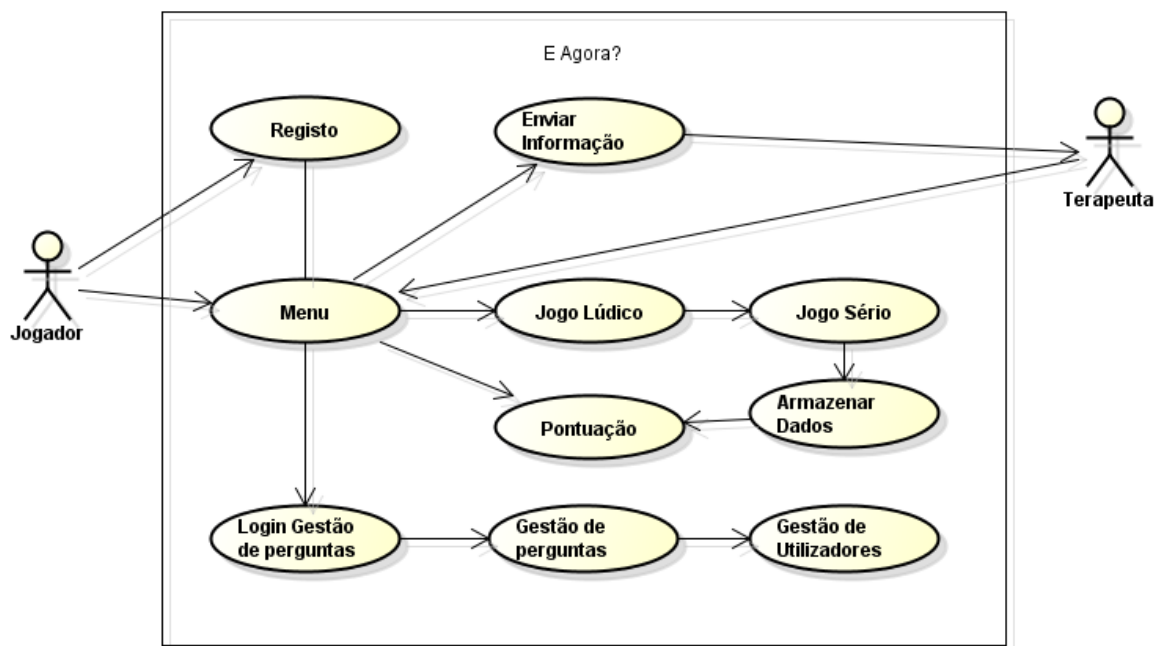 E Agora?
Registo
Enviar
Informação
Terapeuta
Jogador
Menu
Jogo Lúdico
Jogo Sério
Armazenar
Dados
Pontuação
Login Gestão
de perguntas
Gestão de
perguntas
Gestão de
Utilizadores